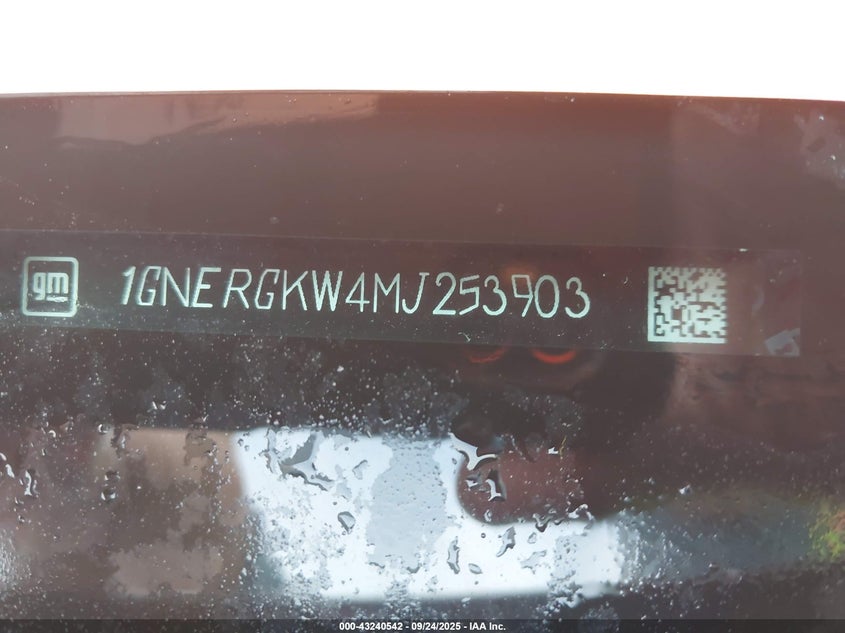 gm 1GNERGKW4MJ253903
000-43240542 - 09/24/2025 - IAA Inc.